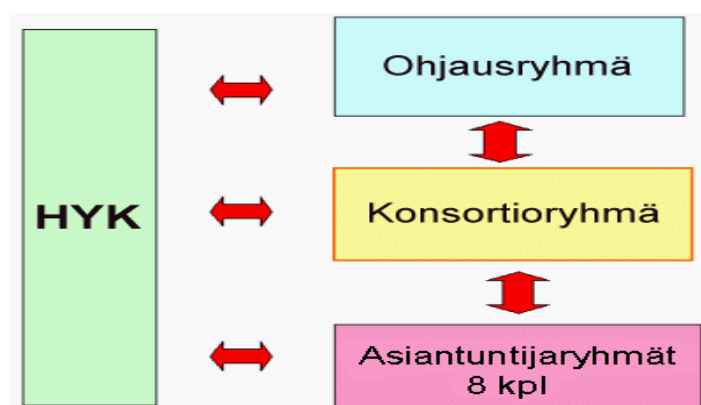 HYK
Ohjausryhmä
Konsortioryhmä
Asiantuntijaryhmät
8 kpl